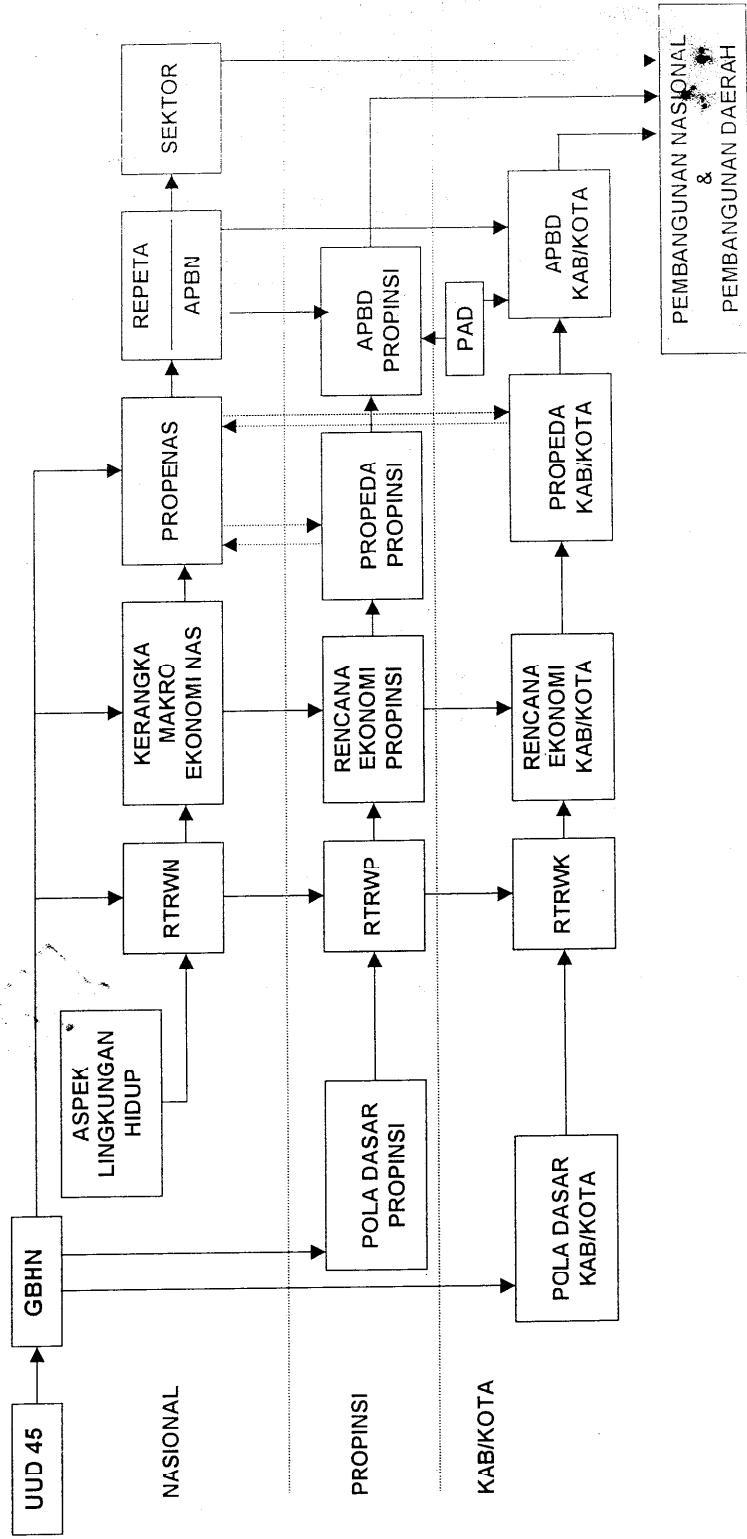 UUD 45
GBHN
NASIONAL
ASPEK
LINGKUNGAN
HIDUP
RTRWN
KERANGKA
MAKRO
EKONOMI NAS
PROPENAS
REPETA
APBN
SEKTOR
PROPINSI
POLA DASAR
PROPINSI
RTRWP
RENCANA
EKONOMI
PROPINSI
PROPEDA
PROPINSI
APBD
PROPINSI
PAD
KAB/KOTA
POLA DASAR
KAB/KOTA
RTRWK
RENCANA
EKONOMI
KAB/KOTA
PROPEDA
KAB/KOTA
APBD
KAB/KOTA
PEMBANGUNAN NASIONAL
&
PEMBANGUNAN DAERAH